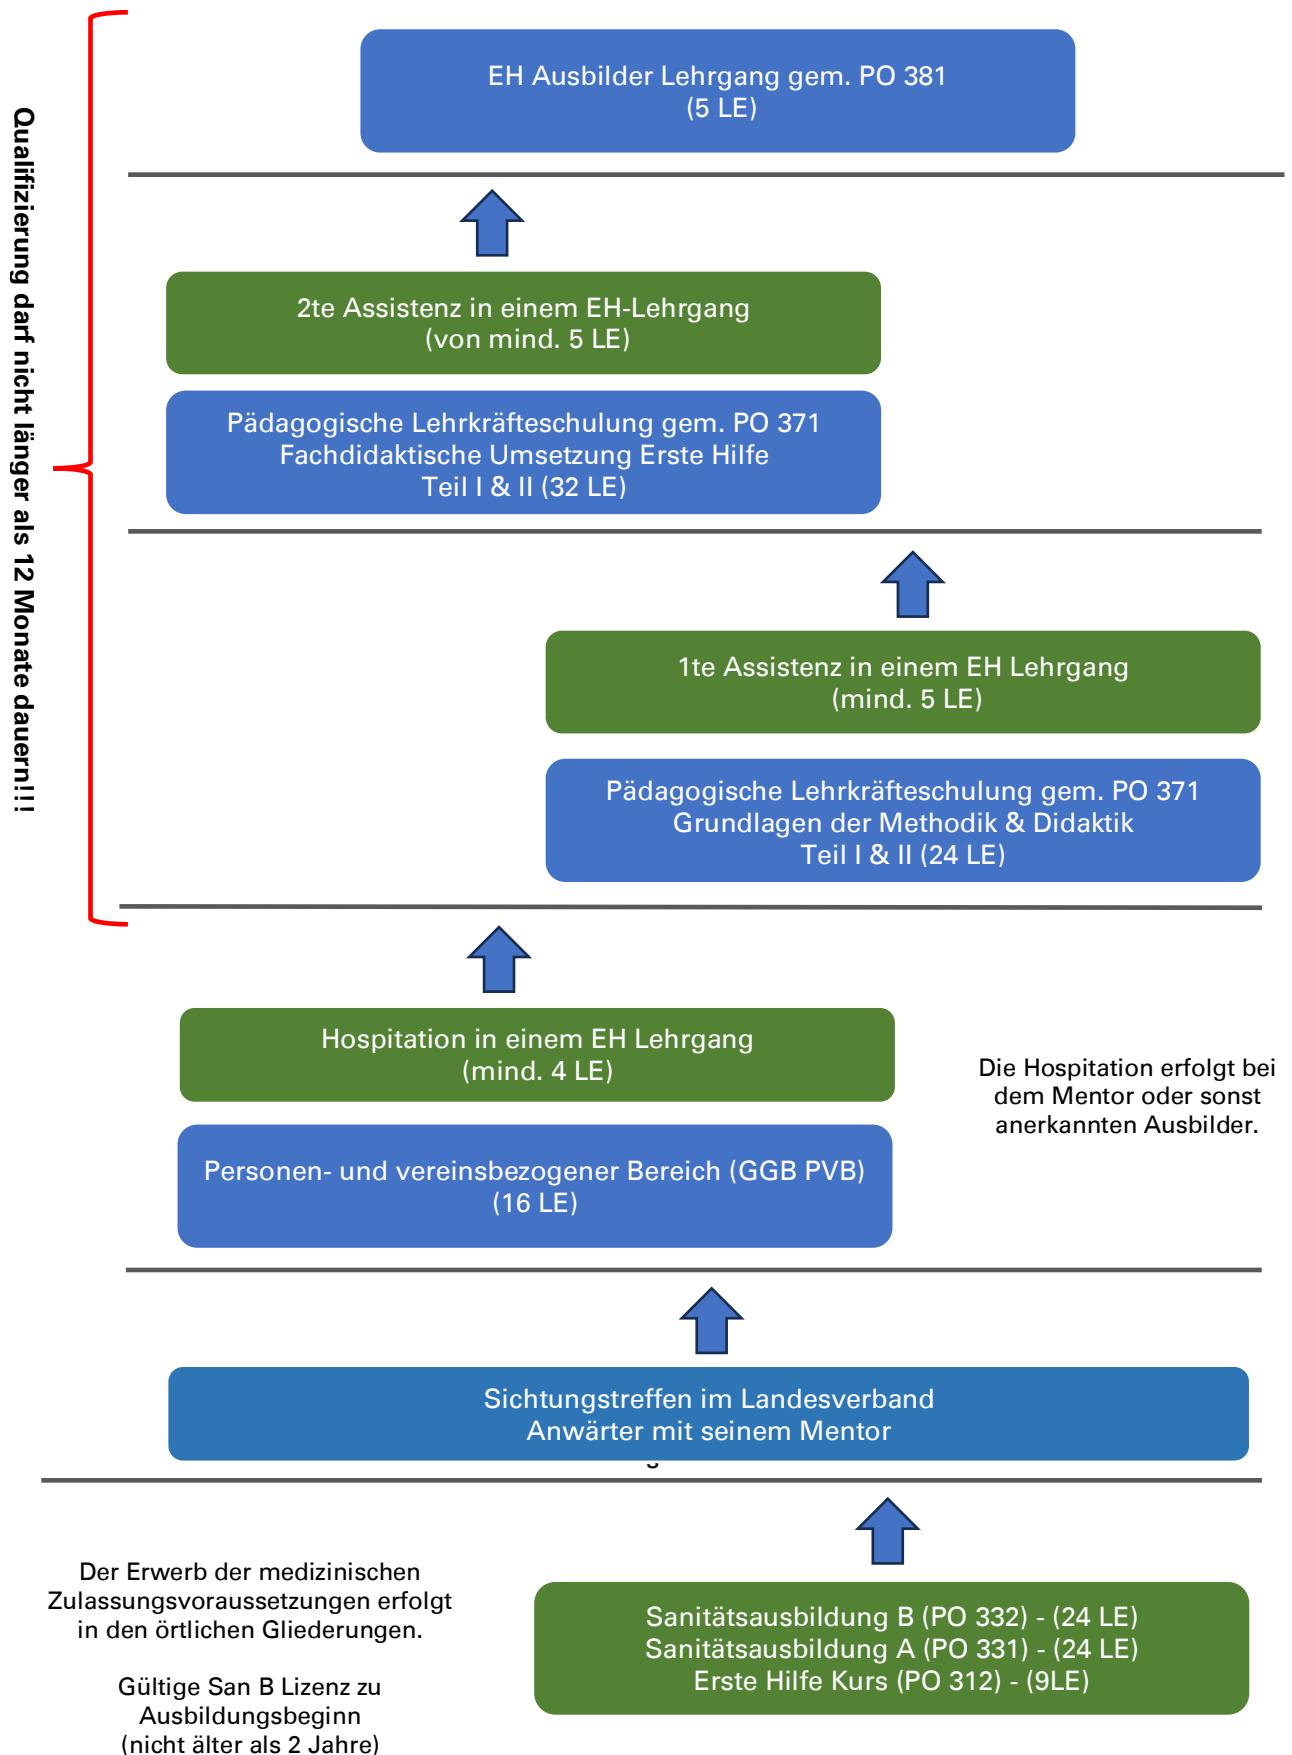 EH Ausbilder Lehrgang gem. PO 381
(5 LE)
Qualifizierung darf nicht länger als 12 Monate dauern!!!
2te Assistenz in einem EH-Lehrgang
(von mind. 5 LE)
Pädagogische Lehrkräfteschulung gem. PO 371
Fachdidaktische Umsetzung Erste Hilfe
Teil I & II (32 LE)
1te Assistenz in einem EH Lehrgang
(mind. 5 LE)
Pädagogische Lehrkräfteschulung gem. PO 371
Grundlagen der Methodik & Didaktik
Teil I & II (24 LE)
Hospitation in einem EH Lehrgang
(mind. 4 LE)
Die Hospitation erfolgt bei
dem Mentor oder sonst
anerkannten Ausbilder.
Personen- und vereinsbezogener Bereich (GGB PVB)
(16 LE)
Sichtungstreffen im Landesverband
Anwärter mit seinem Mentor
Der Erwerb der medizinischen
Zulassungsvoraussetzungen erfolgt
in den örtlichen Gliederungen.
Gültige San B Lizenz zu
Ausbildungsbeginn
(nicht älter als 2 Jahre)
Sanitätsausbildung B (PO 332) - (24 LE)
Sanitätsausbildung A (PO 331) - (24 LE)
Erste Hilfe Kurs (PO 312) - (9LE)